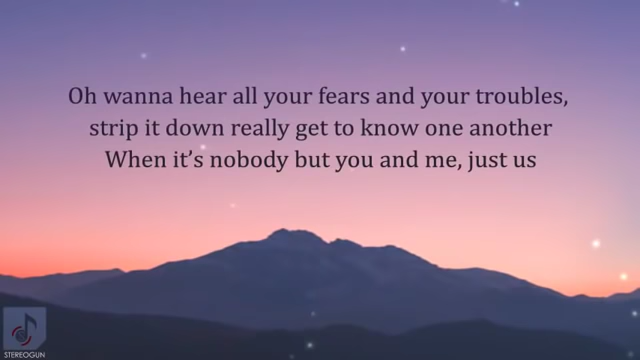 Oh wanna hear all your fears and your troubles,
strip it down really get to know one another
When it's nobody but you and me, just us
STEREOGUN